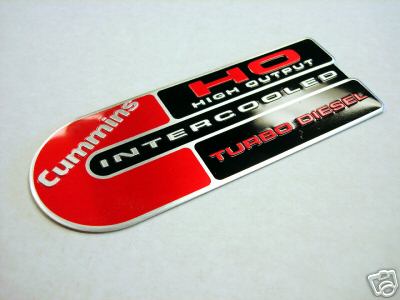 Cummins
HO
HIGH OUTPUT
INTERCOOLED
TURBO DIESEL